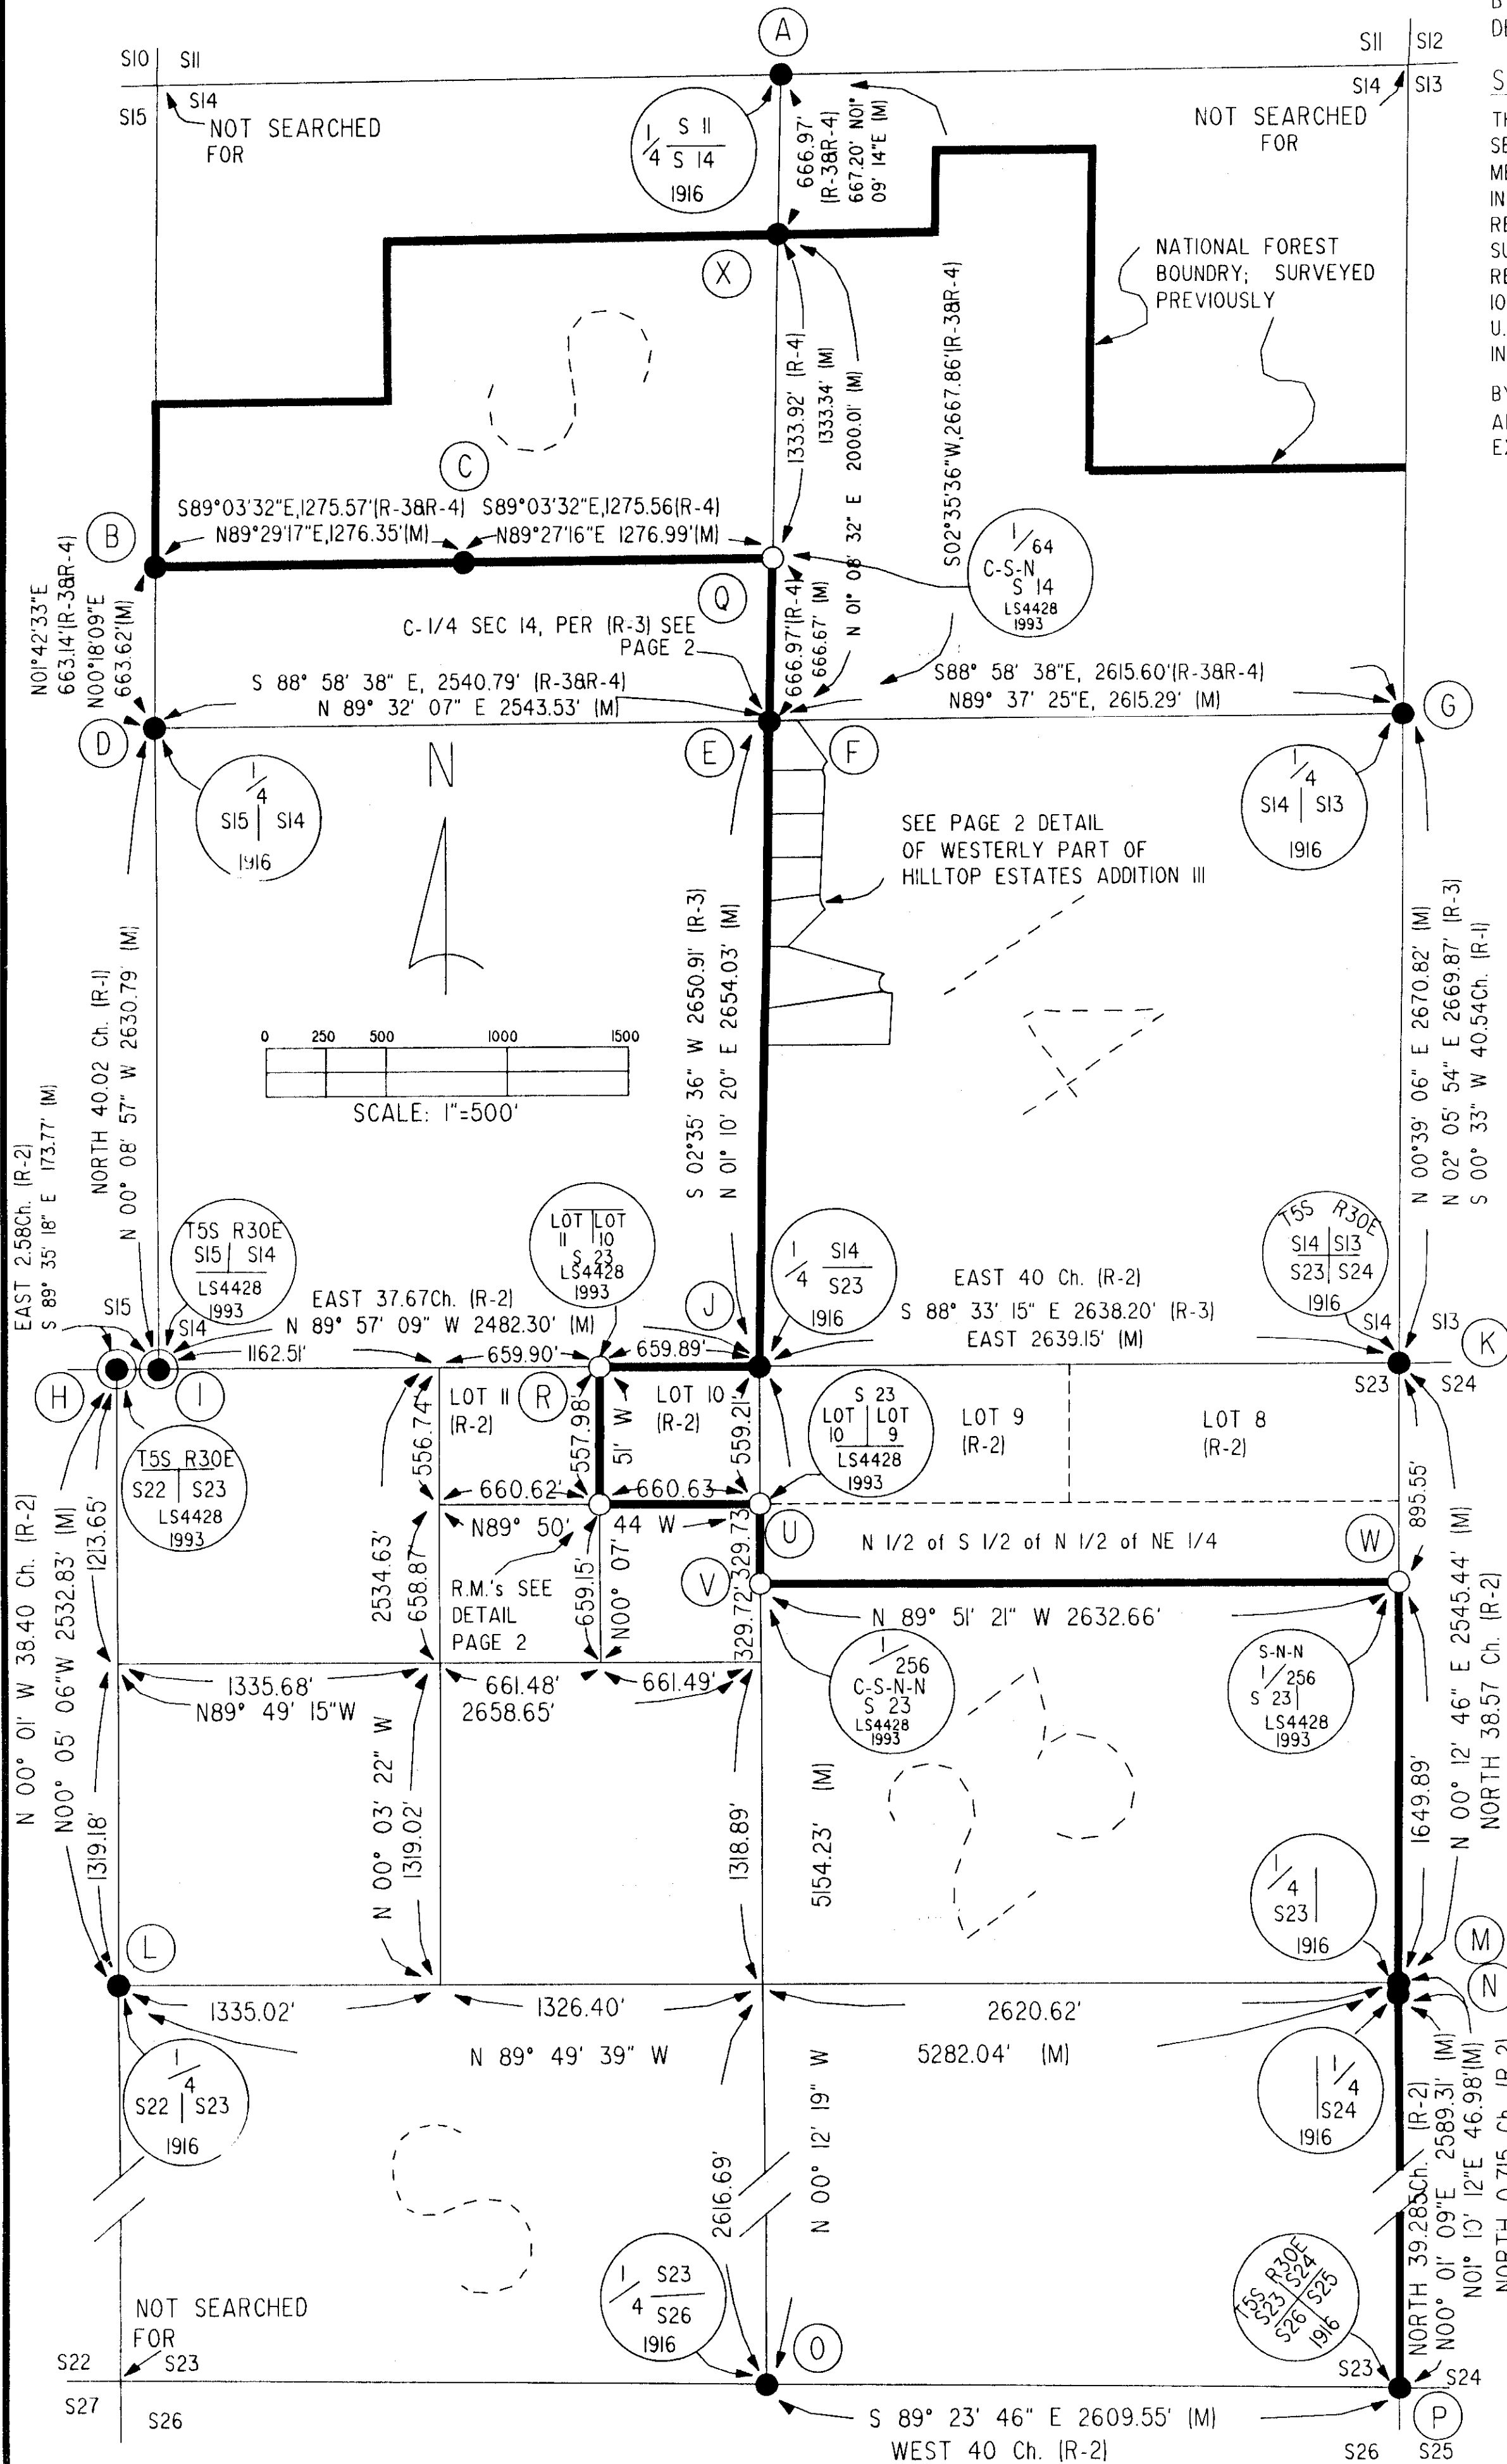 B
DE
A
S10 S11
S11 S12
S15 S14
S14 S13
NOT SEARCHED
FOR
NOT SEARCHED
FOR
1/4 S 11
S 14
1916
666.97'
(R-3&R-4)
667.20' N01°
09' 14"E (M)
S
TH
SE
ME
IN
RE
SU
RE
10
U.
IN
BY
AI
EX
X
NATIONAL FOREST
BOUNDRY; SURVEYED
PREVIOUSLY
1333.92' (R-4)
1333.34' (M)
N 01° 08' 32" E 2000.01' (M)
S02°35'36"W,2667.86'(R-3&R-4)
C
S89°03'32"E,1275.57'(R-3&R-4) S89°03'32"E,1275.56(R-4)
N89°29'17"E,1276.35'(M) N89°27'16"E 1276.99'(M)
B
N01°42'33"E
663.14'(R-3&R-4)
N00°18'09"E
663.62'(M)
Q
1/64
C-S-N
S 14
LS4428
1993
C-1/4 SEC 14, PER (R-3) SEE
PAGE 2
666.97'(R-4)
666.67' (M)
S 88° 58' 38" E, 2540.79' (R-3&R-4)
N 89° 32' 07" E 2543.53' (M)
S88° 58' 38"E, 2615.60'(R-3&R-4)
N89° 37' 25"E, 2615.29' (M)
D
E
F
G
N
1/4
S15 S14
1916
1/4
S14 S13
1916
SEE PAGE 2 DETAIL
OF WESTERLY PART OF
HILLTOP ESTATES ADDITION III
NORTH 40.02 Ch. (R-1)
N 00° 08' 57" W 2630.79' (M)
S 02°35' 36" W 2650.91' (R-3)
N 01° 10' 20" E 2654.03' (M)
N 00°39' 06" E 2670.82' (M)
N 02° 05' 54" E 2669.87' (R-3)
S 00° 33" W 40.54Ch. (R-1)
14
0 250 500 1000 1500
SCALE: 1"=500'
EAST 2.58Ch. (R-2)
S 89° 35' 18" E 173.77' (M)
T5S R30E
S15 S14
LS4428
1993
LOT LOT
11 10
S 23
LS4428
1993
1/4 S14
S23
1916
T5S R30E
S14 S13
S23 S24
1916
J
EAST 37.67Ch. (R-2)
N 89° 57' 09" W 2482.30' (M)
EAST 40 Ch. (R-2)
S 88° 33' 15" E 2638.20' (R-3)
EAST 2639.15' (M)
S15
S14
S14 S13
1162.51' 659.90' 659.89'
H
I
K
S23 S24
LOT 11
(R-2)
R
LOT 10
(R-2)
LOT 9
(R-2)
LOT 8
(R-2)
556.74'
557.98'
51' W
559.21'
S 23
LOT LOT
10 9
LS4428
1993
T5S R30E
S22 S23
LS4428
1993
660.62' 660.63
N89° 50' 44 W
U
N 1/2 of S 1/2 of N 1/2 of NE 1/4
W
895.55'
R.M.'s SEE
DETAIL
PAGE 2
V
N 00° 01' W 38.40 Ch. (R-2)
N00° 05' 06"W 2532.83' (M)
1213.65'
1319.18'
2534.63'
658.87'
659.15'
N00° 07'
329.73'
329.72'
N 89° 51' 21" W 2632.66'
1335.68' 661.48' 661.49'
N89° 49' 15"W 2658.65'
1/256
C-S-N-N
S 23
LS4428
1993
S-N-N
1/256
S 23
LS4428
1993
N 00° 03' 22" W
1319.02'
1318.89'
5154.23' (M)
23
1649.89'
N 00° 12' 46" E 2545.44' (M)
NORTH 38.57 Ch. (R-2)
1/4
S23
1916
L
M
N
1335.02' 1326.40' 2620.62'
N 89° 49' 39" W 5282.04' (M)
1/4
S22 S23
1916
1/4
S24
1916
2616.69'
N 00° 12' 19" W
NORTH 39.285Ch. (R-2)
N00° 01' 09"E 2589.31' (M)
N01° 10' 12"E 46.98'(M)
NORTH 0.715 Ch. (R-2)
1/4 S23
S26
1916
T5S R30E
S23 S24
S26 S25
1916
NOT SEARCHED
FOR
O
S22 S23
S23 S24
S27 S26
P
S 89° 23' 46" E 2609.55' (M)
WEST 40 Ch. (R-2)
S26 S25